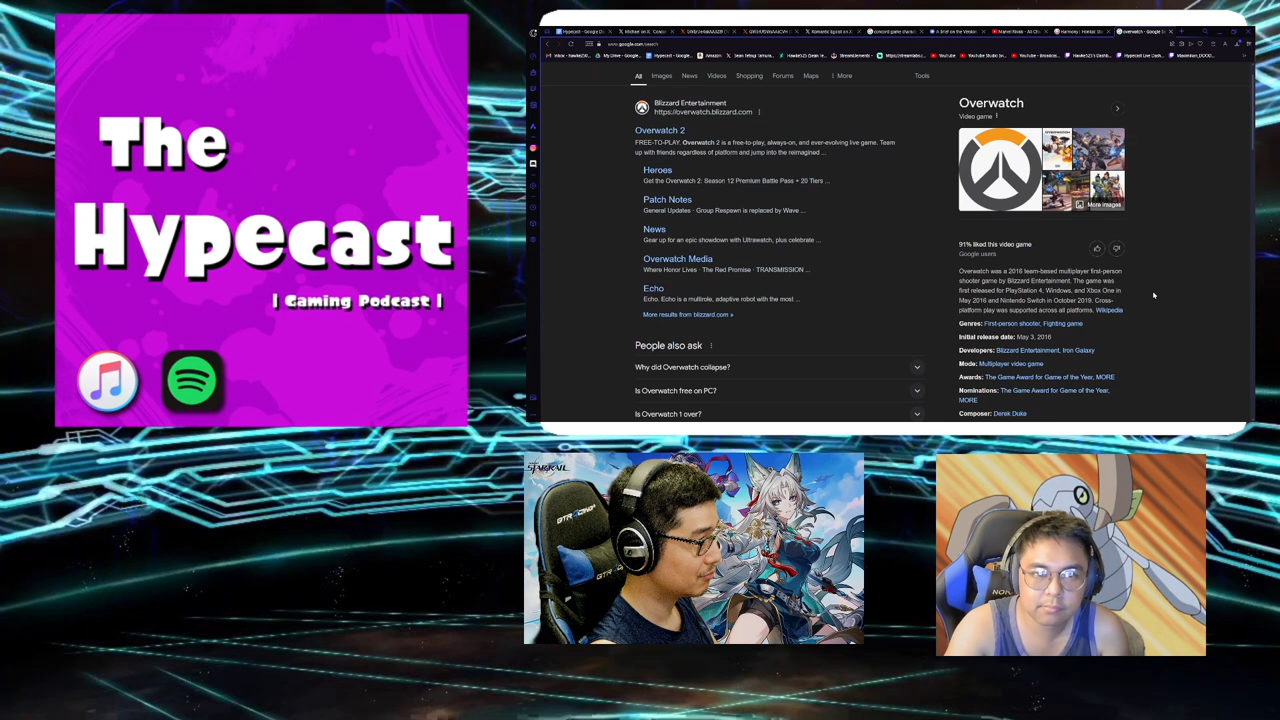 The
Hypecast
| Gaming Podcast |
www.google.com/search
All Images News Videos Shopping Forums Maps More Tools
Blizzard Entertainment
https://overwatch.blizzard.com
Overwatch 2
FREE-TO-PLAY. Overwatch 2 is a free-to-play, always-on, and ever-evolving live game. Team
up with friends regardless of platform and jump into the reimagined ...
Heroes
Get the Overwatch 2: Season 12 Premium Battle Pass + 20 Tiers ...
Patch Notes
General Updates · Group Respawn is replaced by Wave ...
News
Gear up for an epic showdown with Ultrawatch, plus celebrate ...
Overwatch Media
Where Honor Lives · The Red Promise · TRANSMISSION ...
Echo
Echo. Echo is a multirole, adaptive robot with the most ...
More results from blizzard.com »
People also ask
Why did Overwatch collapse?
Is Overwatch free on PC?
Is Overwatch 1 over?
Overwatch
Video game
More images
91% liked this video game
Google users
Overwatch was a 2016 team-based multiplayer first-person
shooter game by Blizzard Entertainment. The game was
first released for PlayStation 4, Windows, and Xbox One in
May 2016 and Nintendo Switch in October 2019. Cross-
platform play was supported across all platforms. Wikipedia
Genres: First-person shooter, Fighting game
Initial release date: May 3, 2016
Developers: Blizzard Entertainment, Iron Galaxy
Mode: Multiplayer video game
Awards: The Game Award for Game of the Year, MORE
Nominations: The Game Award for Game of the Year,
MORE
Composer: Derek Duke
STAR RAIL